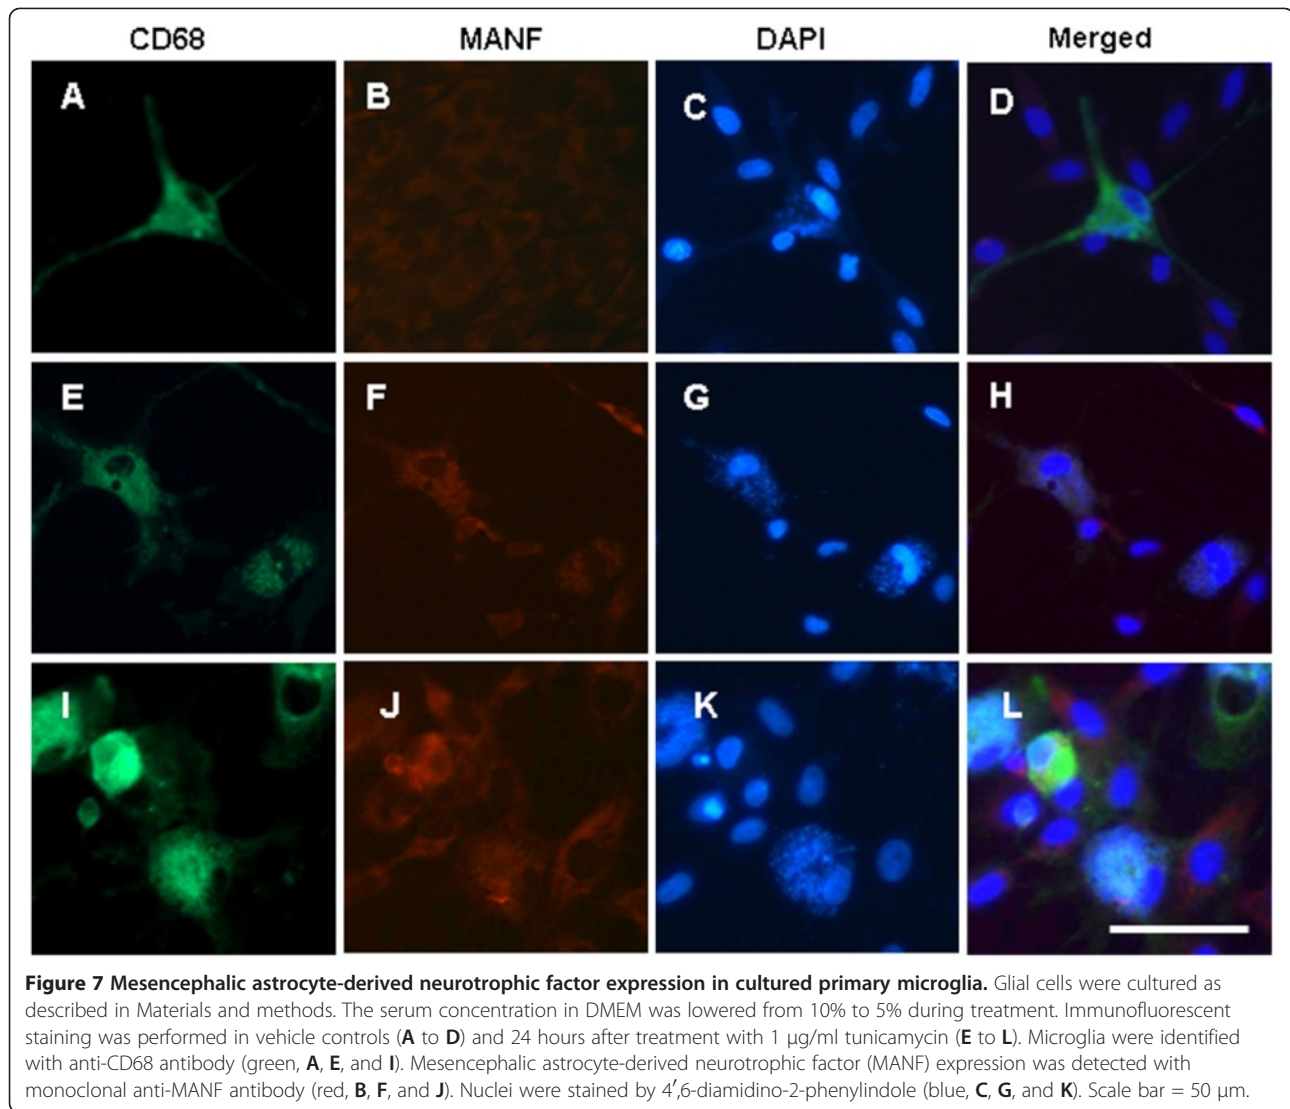 CD68 MANF DAPI Merged
A B C D
E F G H
I J K L
Figure 7 Mesencephalic astrocyte-derived neurotrophic factor expression in cultured primary microglia. Glial cells were cultured as
described in Materials and methods. The serum concentration in DMEM was lowered from 10% to 5% during treatment. Immunofluorescent
staining was performed in vehicle controls (A to D) and 24 hours after treatment with 1 μg/ml tunicamycin (E to L). Microglia were identified
with anti-CD68 antibody (green, A, E, and I). Mesencephalic astrocyte-derived neurotrophic factor (MANF) expression was detected with
monoclonal anti-MANF antibody (red, B, F, and J). Nuclei were stained by 4′,6-diamidino-2-phenylindole (blue, C, G, and K). Scale bar = 50 μm.